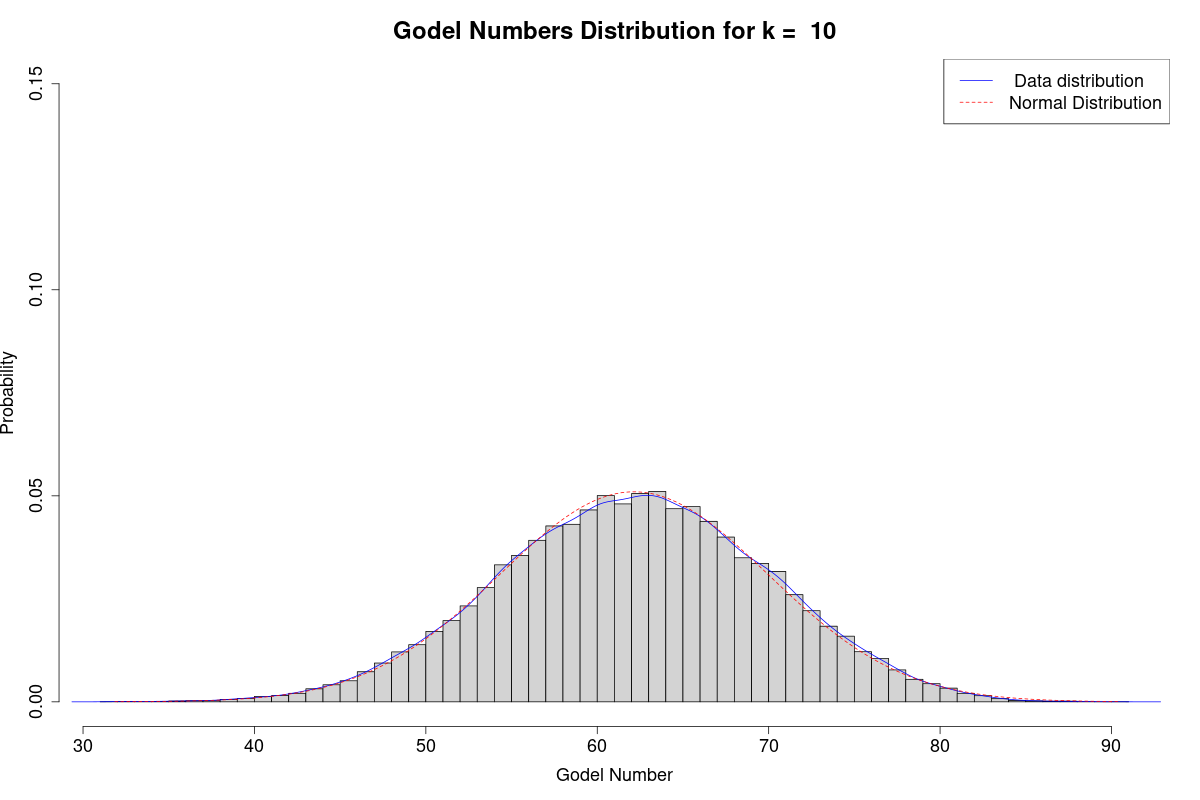 Godel Numbers Distribution for k =  10
Data distribution
Normal Distribution
0.15
0.10
0.05
0.00
Probability
30 40 50 60 70 80 90
Godel Number